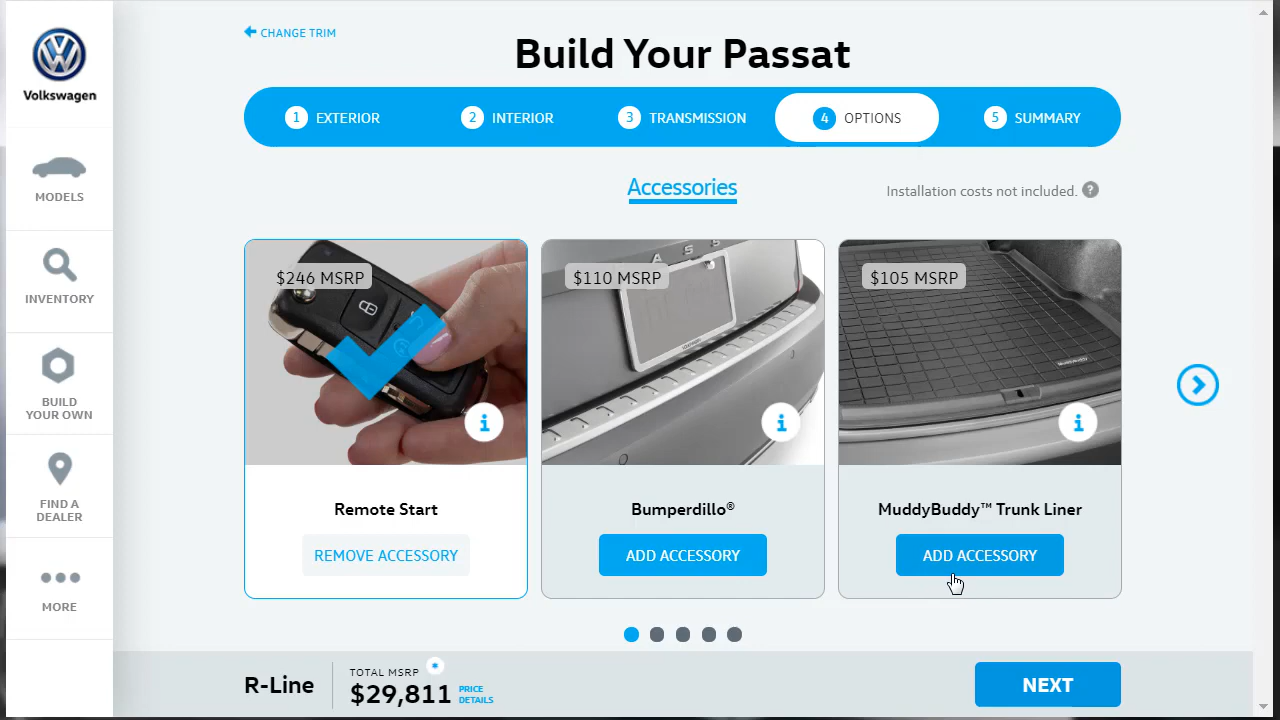 CHANGE TRIM
Build Your Passat
1 EXTERIOR
2 INTERIOR
3 TRANSMISSION
4 OPTIONS
5 SUMMARY
Accessories
Installation costs not included. ?
Volkswagen
MODELS
INVENTORY
BUILD
YOUR OWN
FIND A
DEALER
MORE
$246 MSRP
Remote Start
REMOVE ACCESSORY
$110 MSRP
Bumperdillo®
ADD ACCESSORY
$105 MSRP
MuddyBuddy™ Trunk Liner
ADD ACCESSORY
R-Line
TOTAL MSRP *
$29,811
PRICE
DETAILS
NEXT